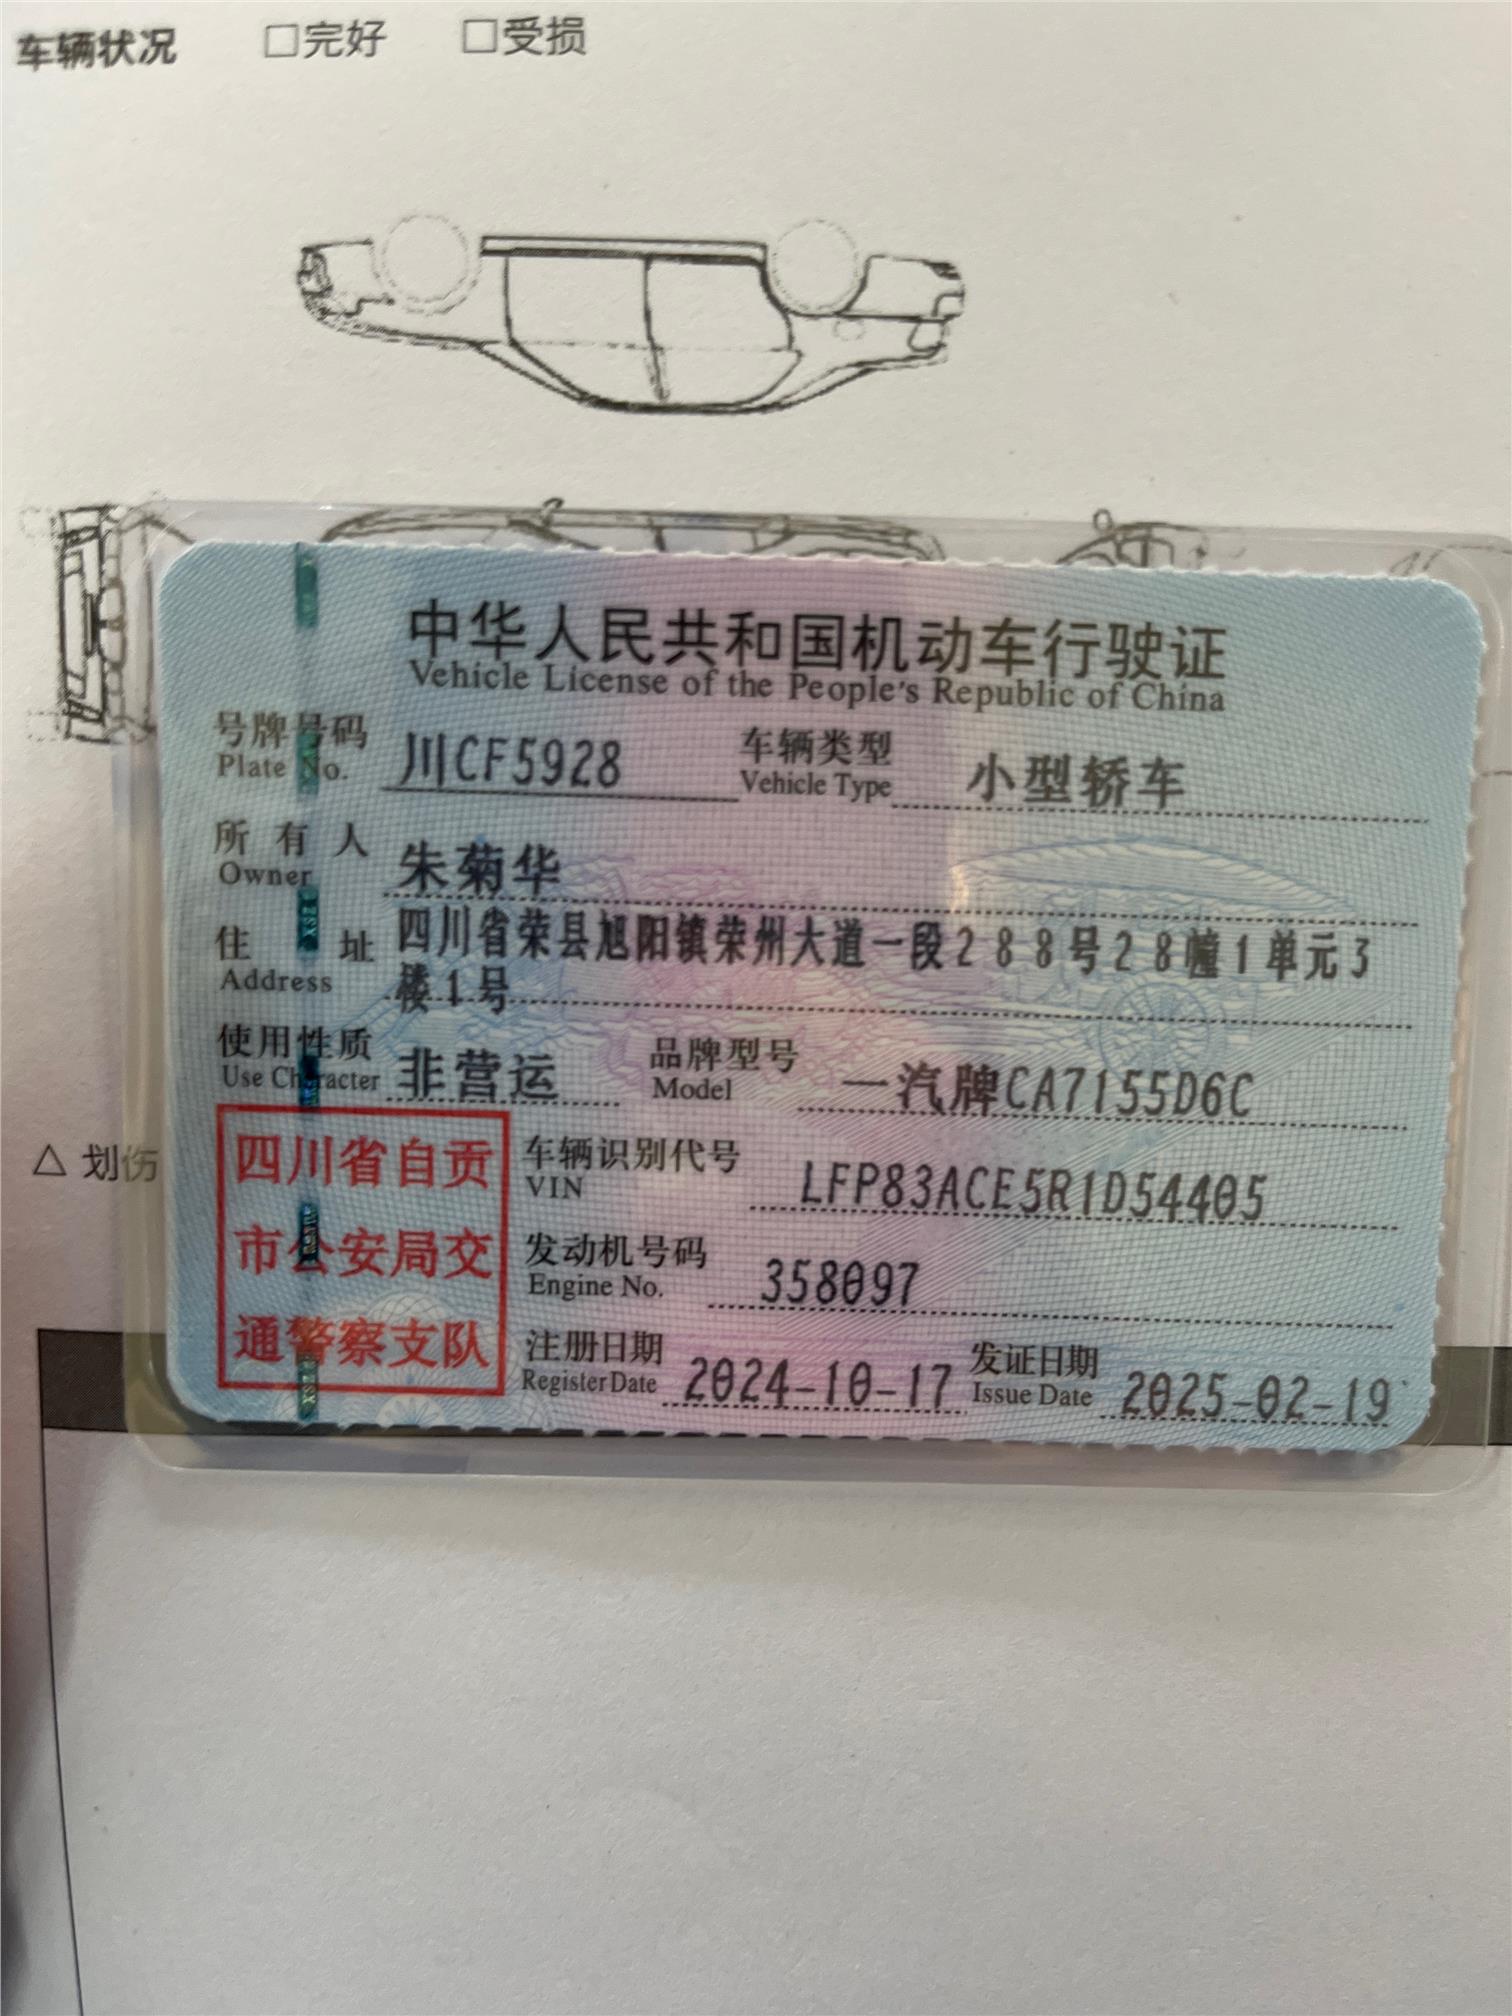 车辆状况 □完好 □受损
中华人民共和国机动车行驶证
Vehicle License of the People's Republic of China
号牌号码 川CF5928 车辆类型 小型轿车
Plate No. Vehicle Type
所有人 朱菊华
Owner
住址 四川省荣县旭阳镇荣州大道一段288号28幢1单元3
Address 楼1号
使用性质 非营运 品牌型号 一汽牌CA7155D6C
Use Character Model
四川省自贡
市公安局交
通警察支队
车辆识别代号 LFP83ACE5R1D54405
VIN
发动机号码 358097
Engine No.
注册日期 2024-10-17 发证日期 2025-02-19
Register Date Issue Date
△ 划伤